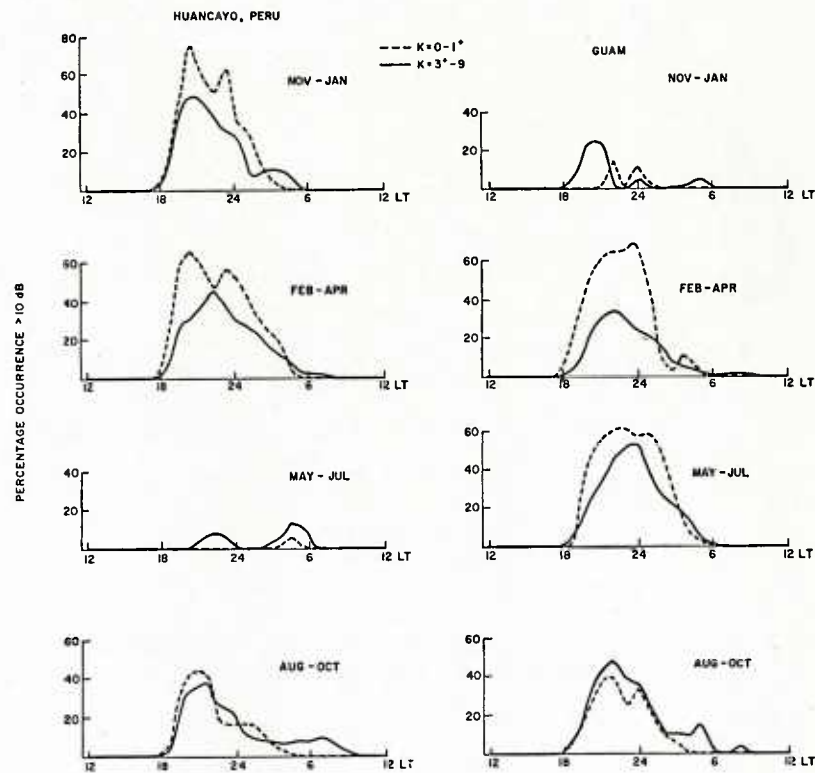 HUANCAYO, PERU
--- K=0-1+
— K=3+-9
GUAM
PERCENTAGE OCCURRENCE >10 dB
NOV-JAN
80
60
40
20
12 18 24 6 12 LT
NOV-JAN
40
20
12 18 24 6 12 LT
FEB-APR
60
40
20
12 18 24 6 12 LT
FEB-APR
60
40
20
12 18 24 6 12 LT
MAY-JUL
40
20
12 18 24 6 12 LT
MAY-JUL
60
40
20
12 18 24 6 12 LT
AUG-OCT
60
40
20
12 18 24 6 12 LT
AUG-OCT
60
40
20
12 18 24 6 12 LT